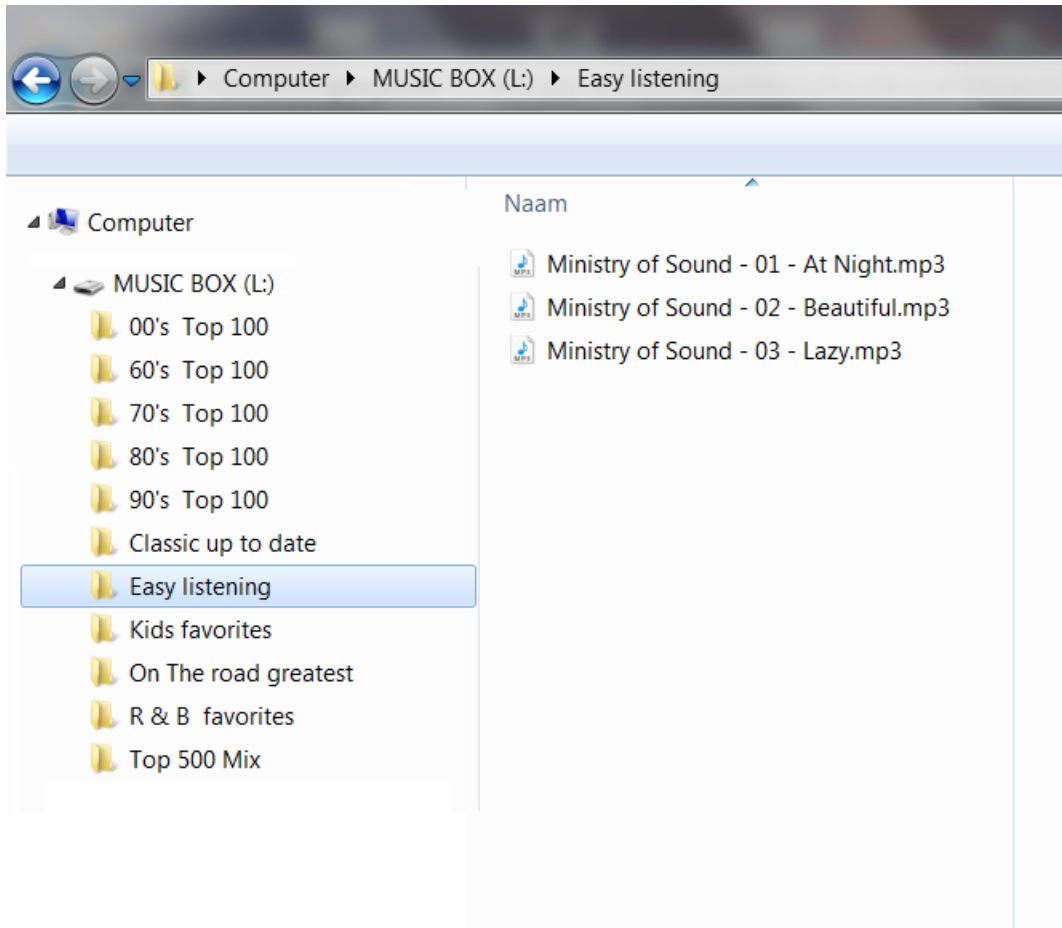 Computer MUSIC BOX (L:) Easy listening
Computer
MUSIC BOX (L:)
00's  Top 100
60's  Top 100
70's  Top 100
80's  Top 100
90's  Top 100
Classic up to date
Easy listening
Kids favorites
On The road greatest
R & B  favorites
Top 500 Mix
Naam
Ministry of Sound - 01 - At Night.mp3
Ministry of Sound - 02 - Beautiful.mp3
Ministry of Sound - 03 - Lazy.mp3